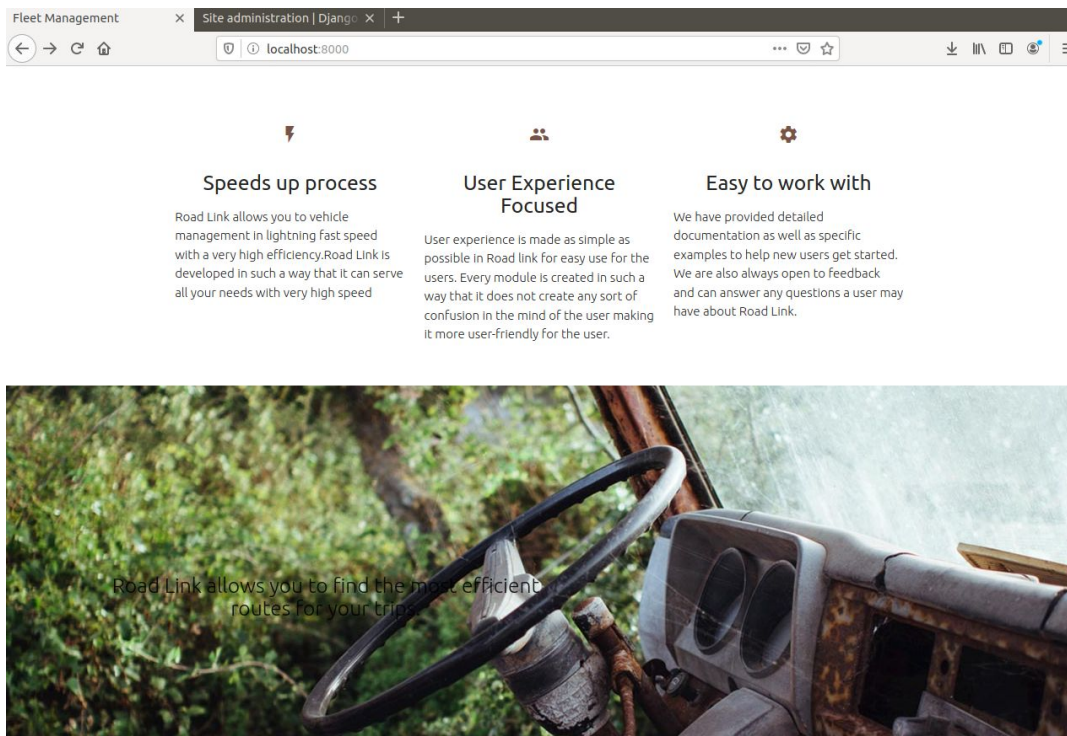 Fleet Management
Site administration | Django
localhost:8000
Speeds up process
Road Link allows you to vehicle
management in lightning fast speed
with a very high efficiency.Road Link is
developed in such a way that it can serve
all your needs with very high speed
User Experience
Focused
User experience is made as simple as
possible in Road link for easy use for the
users. Every module is created in such a
way that it does not create any sort of
confusion in the mind of the user making
it more user-friendly for the user.
Easy to work with
We have provided detailed
documentation as well as specific
examples to help new users get started.
We are also always open to feedback
and can answer any questions a user may
have about Road Link.
Road Link allows you to find the most efficient
routes for your trips.